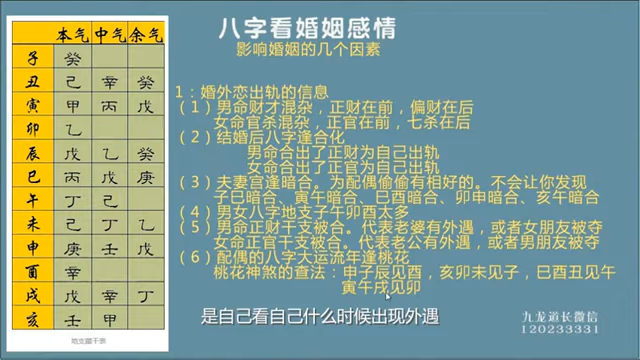 八字看婚姻感情
影响婚姻的几个因素
本气 中气 余气
子 癸
丑 己 辛 癸
寅 甲 丙 戊
卯 乙
辰 戊 乙 癸
巳 丙 戊 庚
午 丁 己
未 己 丁 乙
申 庚 壬 戊
酉 辛
戌 戊 辛 丁
亥 壬 甲
地支藏干表
1：婚外恋出轨的信息
（1）男命财才混杂，正财在前，偏财在后
女命官杀混杂，正官在前，七杀在后
（2）结婚后八字逢合化
男命合出了正财为自己出轨
女命合出了正官为自己出轨
（3）夫妻宫逢暗合。为配偶偷偷有相好的。不会让你发现
子巳暗合、寅午暗合、巳酉暗合、卯申暗合、亥午暗合
（4）男女八字地支子午卯酉太多
（5）男命正财干支被合。代表老婆有外遇，或者女朋友被夺
女命正官干支被合。代表老公有外遇，或者男朋友被夺
（6）配偶的八字大运流年逢桃花
桃花神煞的查法：申子辰见酉，亥卯未见子，巳酉丑见午
寅午戌见卯
是自己看自己什么时候出现外遇
九龙道长微信
120233331